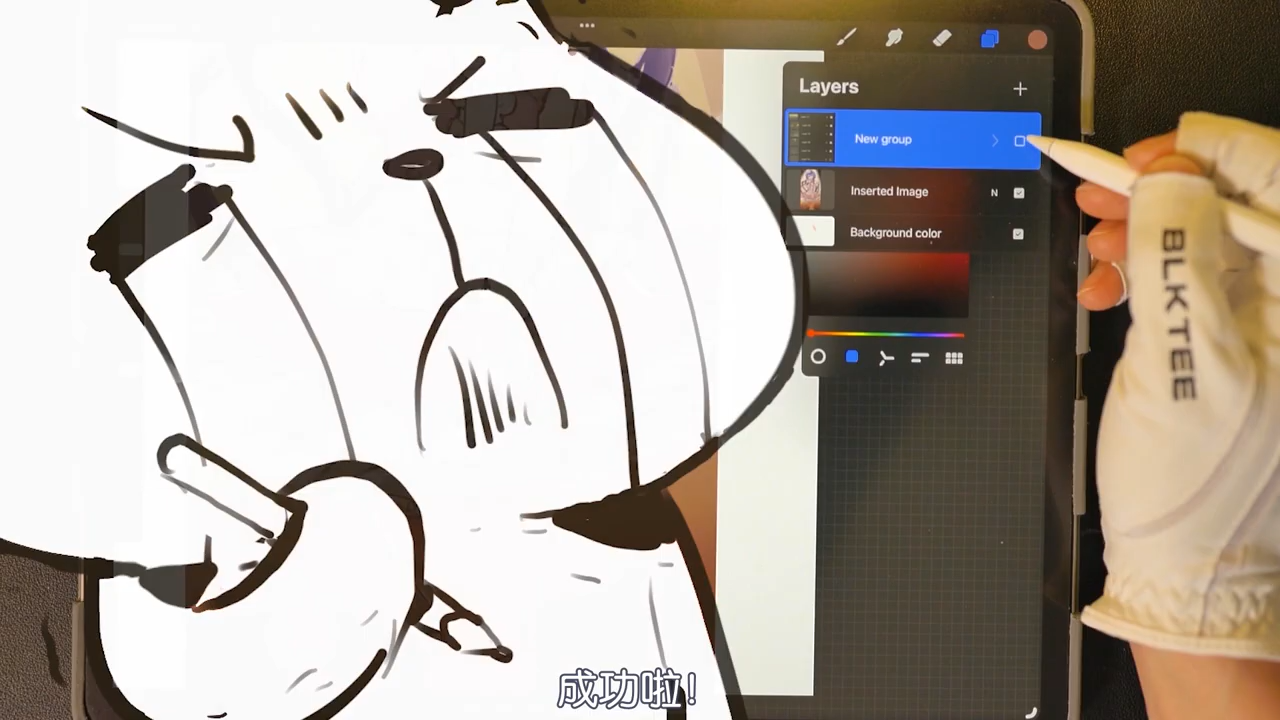 Layers
New group
Inserted Image
N
Background color
BLKTEE
成功啦!